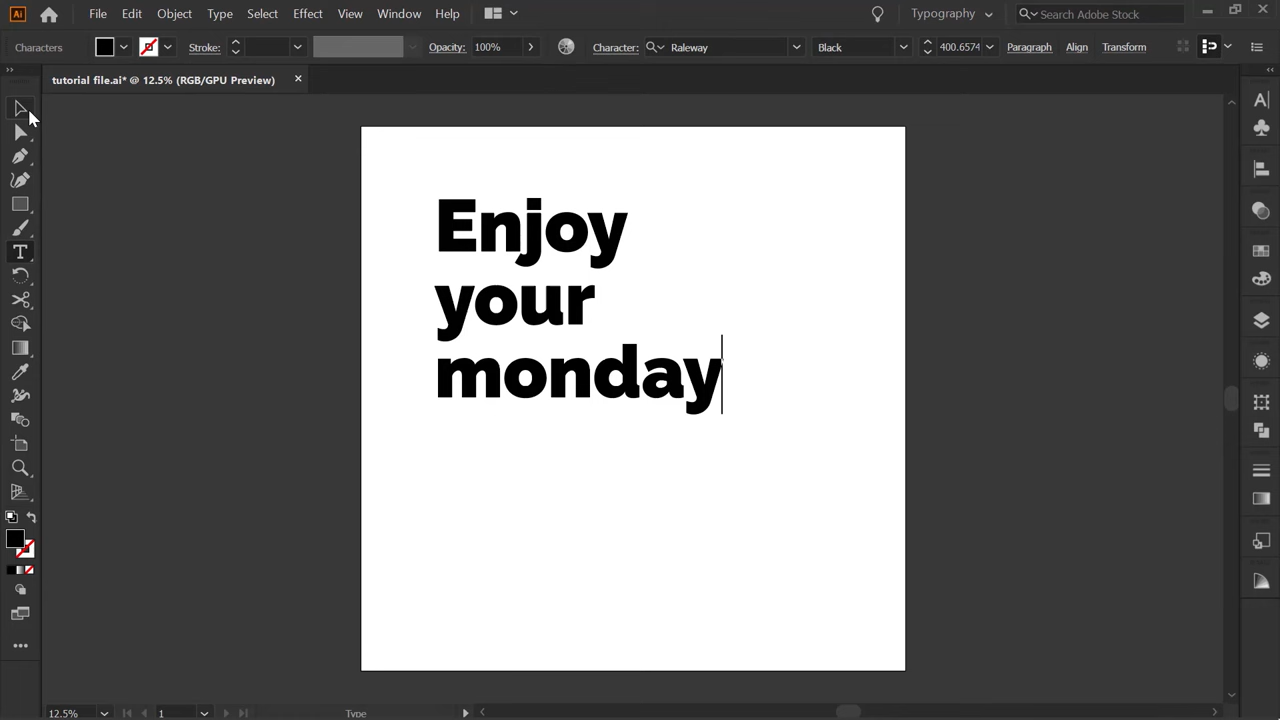 Ai File Edit Object Type Select Effect View Window Help Typography Search Adobe Stock
Characters Stroke: Opacity: 100% Character: Raleway Black 400.6574 Paragraph Align Transform
tutorial file.ai* @ 12.5% (RGB/GPU Preview)
Enjoy
your
monday
12.5% 1 Type